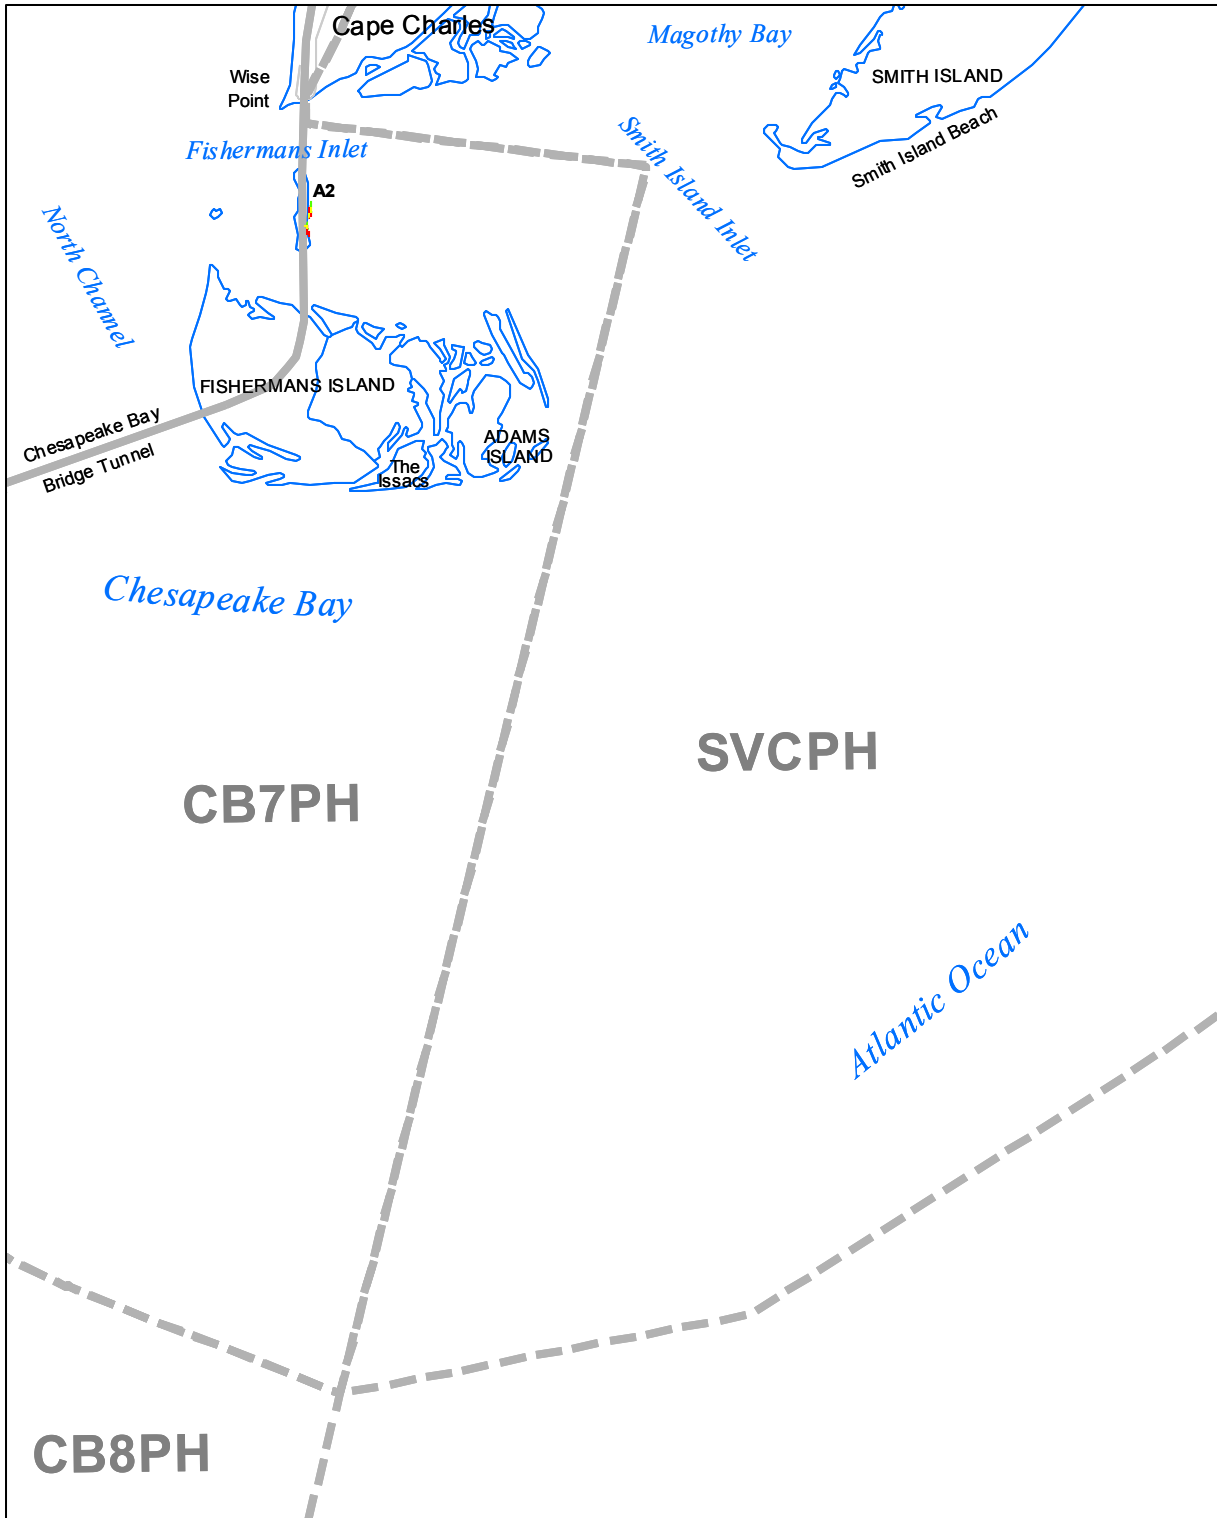 Cape Charles
Magothy Bay
Wise
Point
SMITH ISLAND
Smith Island Beach
Fishermans Inlet
Smith Island Inlet
A2
North Channel
FISHERMANS ISLAND
Chesapeake Bay
Bridge Tunnel
ADAMS
ISLAND
The
Issacs
Chesapeake Bay
SVCPH
CB7PH
Atlantic Ocean
CB8PH